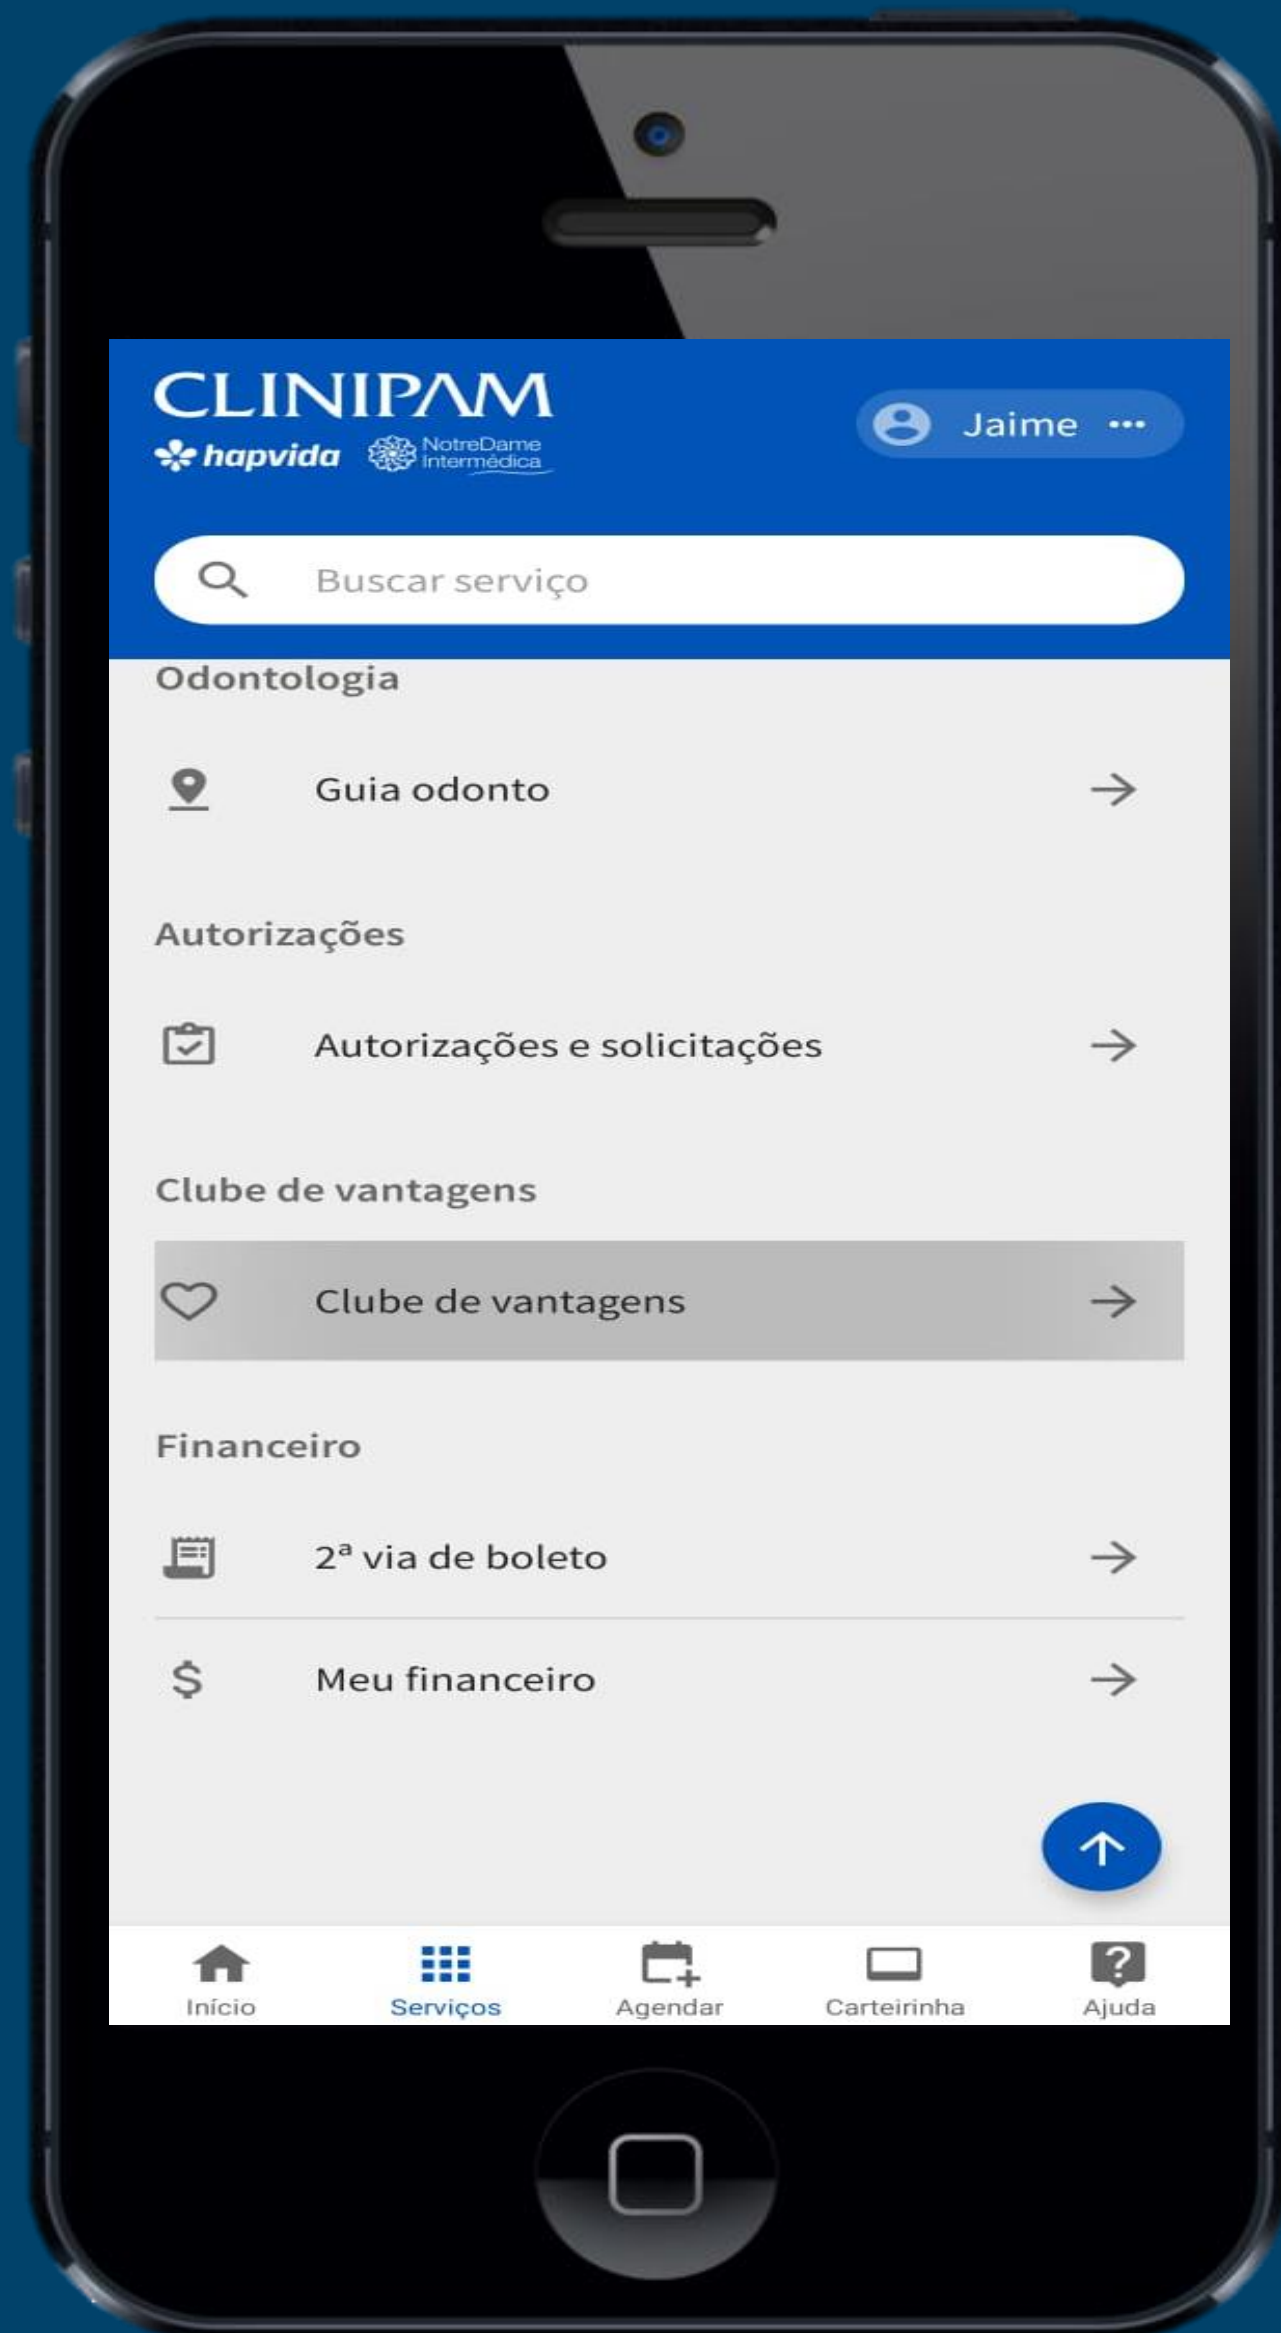 CLINIPAM
Jaime
hapvida NotreDame
Intermédica
Buscar serviço
Odontologia
Guia odonto
Autorizações
Autorizações e solicitações
Clube de vantagens
Clube de vantagens
Financeiro
2ª via de boleto
Meu financeiro
Início Serviços Agendar Carteirinha Ajuda